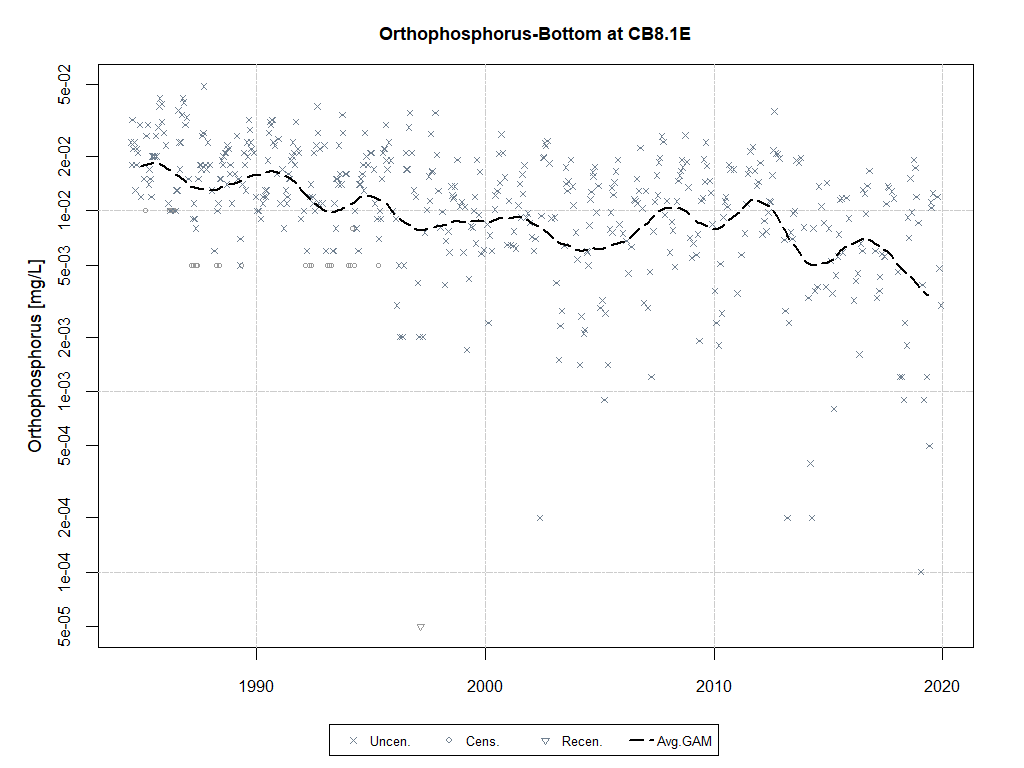 Orthophosphorus-Bottom at CB8.1E
Orthophosphorus [mg/L]
5e-02
2e-02
1e-02
5e-03
2e-03
1e-03
5e-04
2e-04
1e-04
5e-05
1990 2000 2010 2020
Uncen. Cens. Recen. Avg.GAM